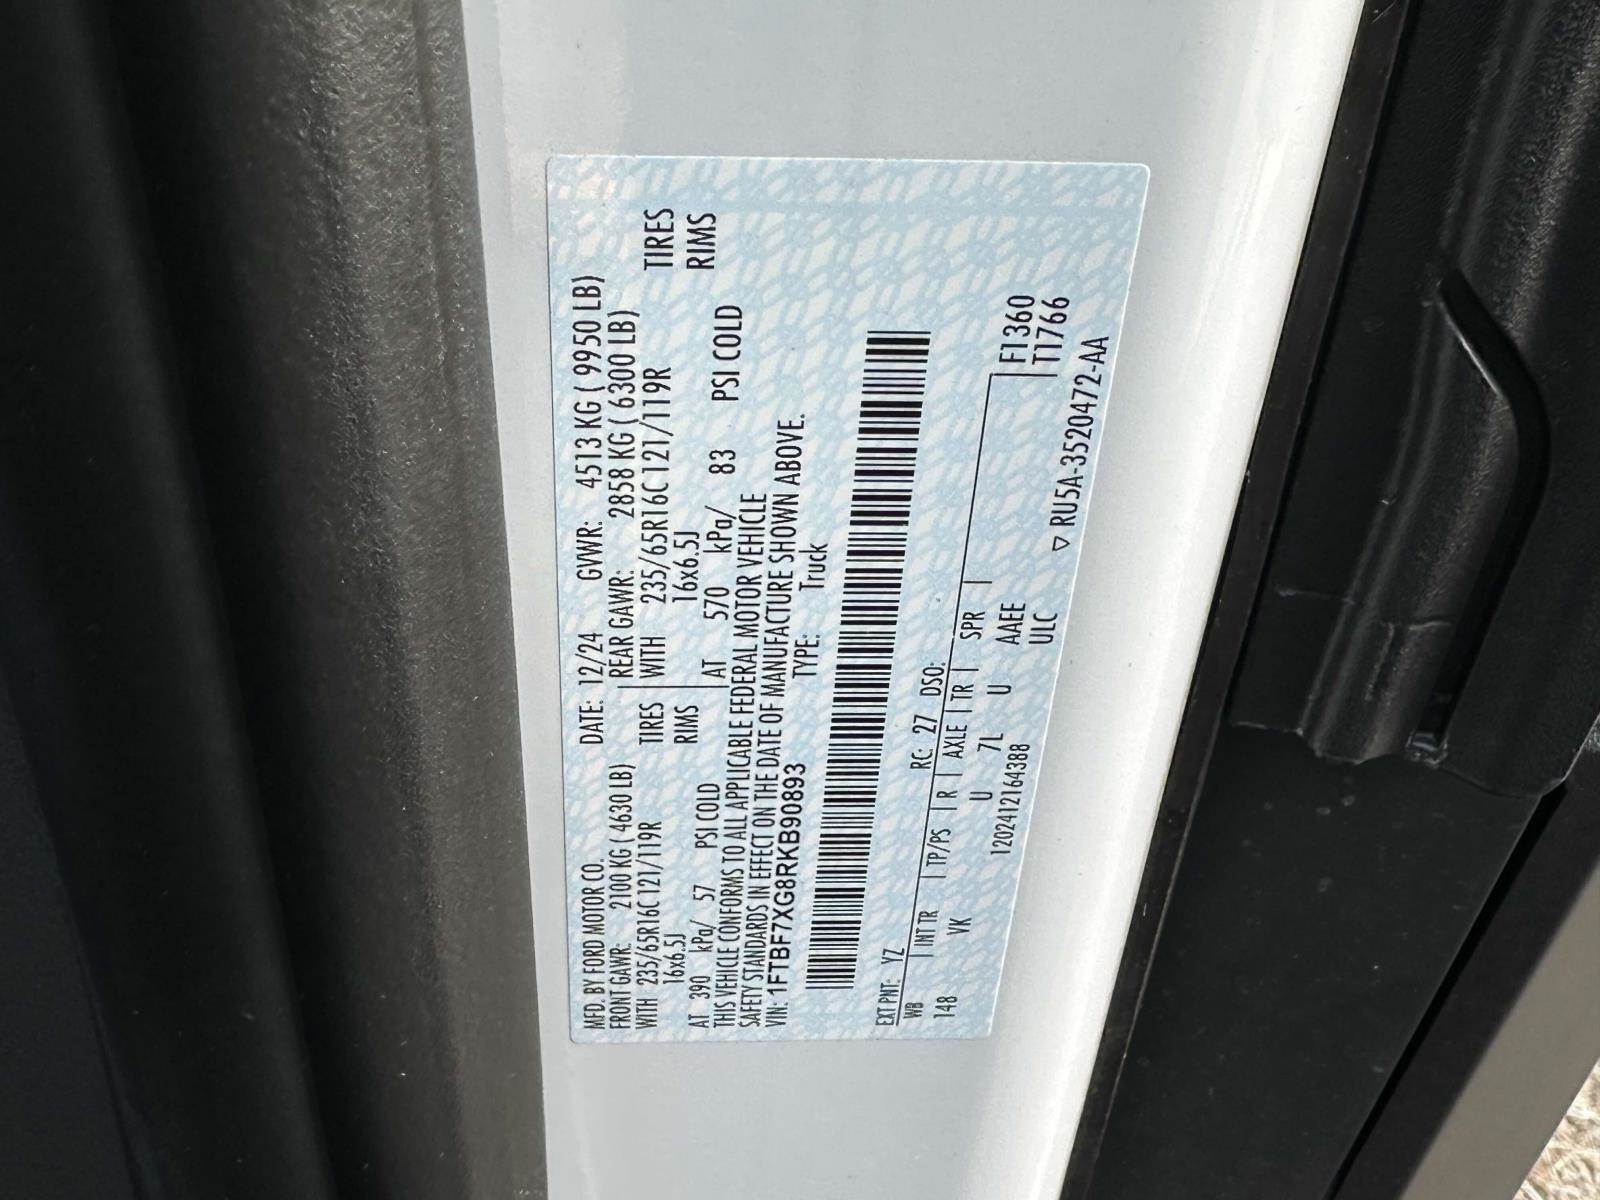 MFD. BY FORD MOTOR CO.
DATE: 12/24 GVWR: 4513 KG ( 9950 LB)
FRONT GAWR: 2100 KG ( 4630 LB)
REAR GAWR: 2858 KG ( 6300 LB)
WITH 235/65R16C 121/119R TIRES
WITH 235/65R16C 121/119R TIRES
16x6.5J RIMS
16x6.5J RIMS
AT 390 kPa/ 57 PSI COLD
AT 570 kPa/ 83 PSI COLD
THIS VEHICLE CONFORMS TO ALL APPLICABLE FEDERAL MOTOR VEHICLE
SAFETY STANDARDS IN EFFECT ON THE DATE OF MANUFACTURE SHOWN ABOVE.
VIN: 1FTBF7XG8RKB90893 TYPE: Truck
EXT PNT: YZ RC: 27 DSO:
WB INT TR TP/PS R AXLE TR SPR F1360
148 VK U 7L U AAEE T1766
1202412164388 ULC
▽ RU5A-3520472-AA